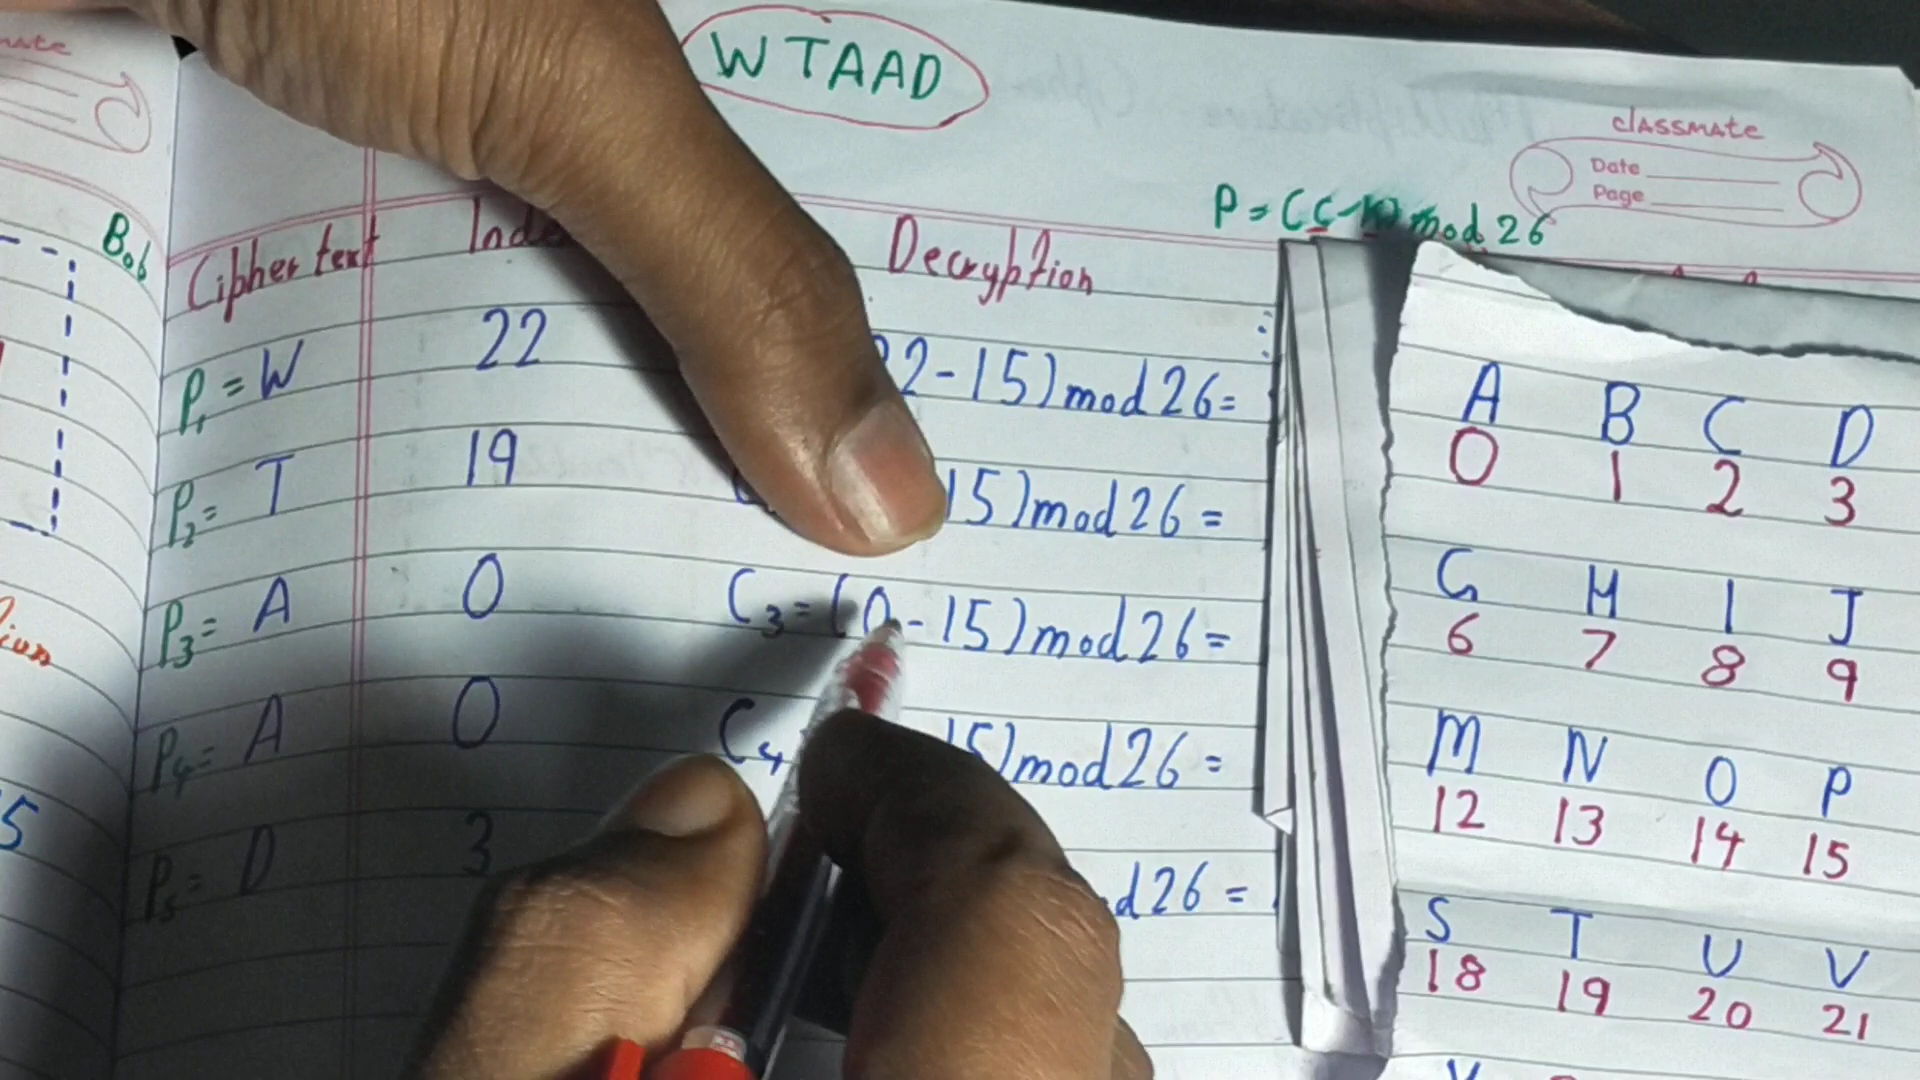 WTAAD
classmate
Date
Page
Bob
P = (C - K) mod 26
Cipher text Decryption
P1 = W 22 2-15) mod 26 =
P2 = T 19 15) mod 26 =
P3 = A 0 C3 = (0-15) mod 26 =
P4 = A 0 C4 15) mod 26 =
P5 = D 3 d 26 =
A B C D
0 1 2 3
G H I J
6 7 8 9
M N O P
12 13 14 15
S T U V
18 19 20 21